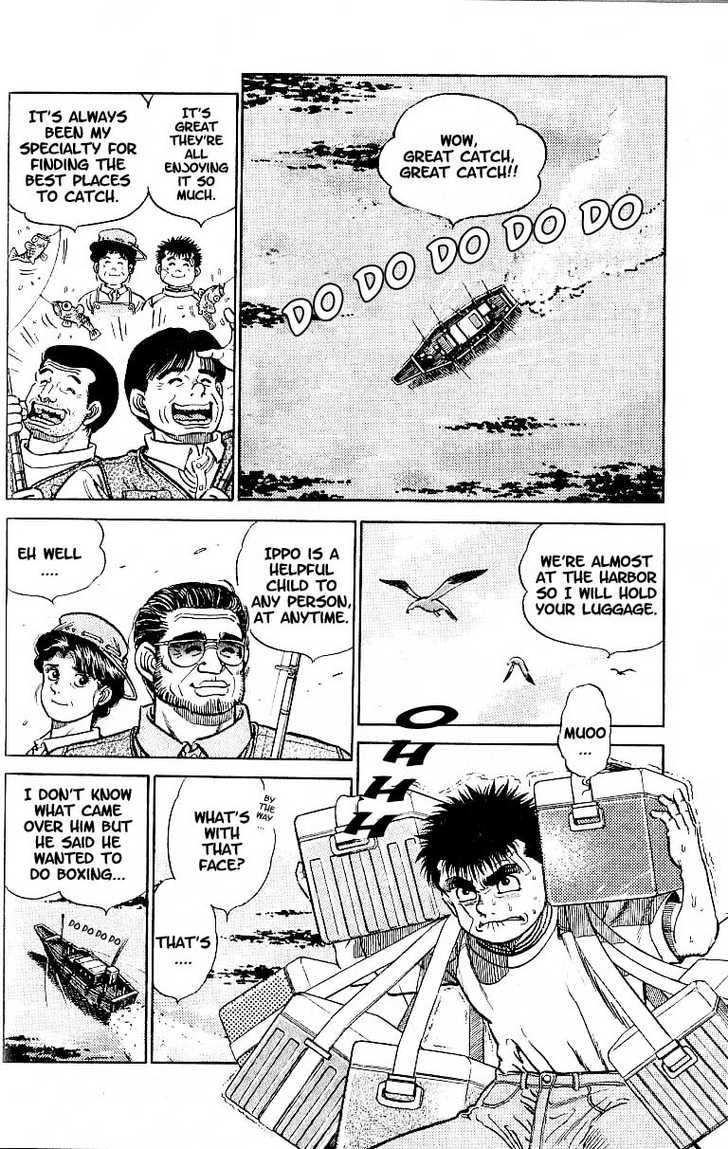 WOW,
GREAT CATCH,
GREAT CATCH!!
DO DO DO DO DO
IT'S
GREAT
THEY'RE
ALL
ENJOYING
IT SO
MUCH.
IT'S ALWAYS
BEEN MY
SPECIALTY FOR
FINDING THE
BEST PLACES
TO CATCH.
WE'RE ALMOST
AT THE HARBOR
SO I WILL HOLD
YOUR LUGGAGE.
IPPO IS A
HELPFUL
CHILD TO
ANY PERSON,
AT ANYTIME.
EH WELL
....
OHHH
MUOO
...
BY
THE
WAY
...
WHAT'S
WITH
THAT
FACE?
THAT'S
....
I DON'T KNOW
WHAT CAME
OVER HIM BUT
HE SAID HE
WANTED TO
DO BOXING...
DO DO DO DO